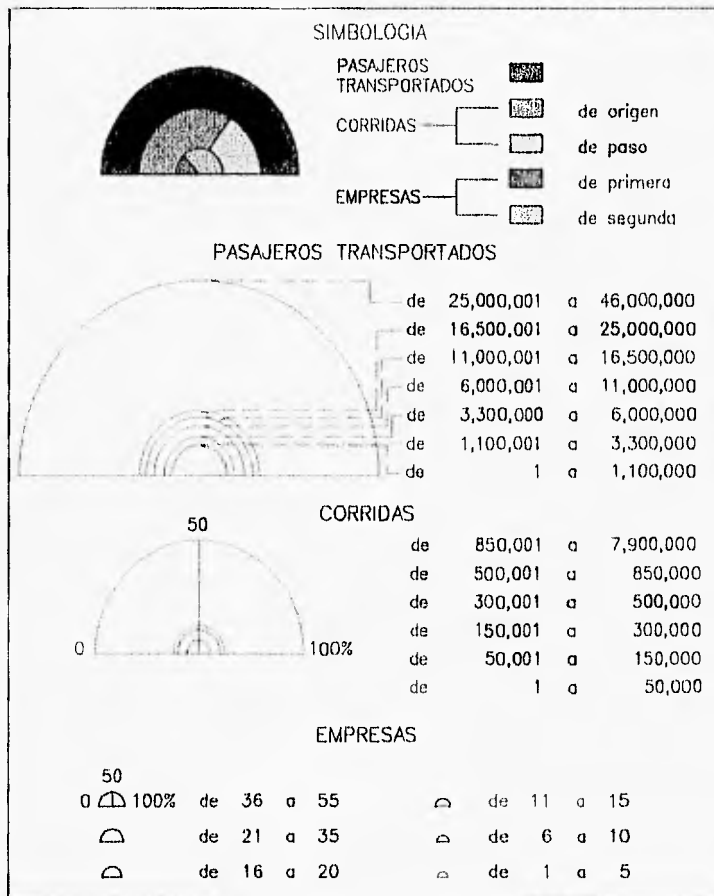 SIMBOLOGIA
PASAJEROS
TRANSPORTADOS
CORRIDAS
de origen
de paso
EMPRESAS
de primera
de segunda
PASAJEROS TRANSPORTADOS
de 25,000,001 a 46,000,000
de 16,500,001 a 25,000,000
de 11,000,001 a 16,500,000
de 6,000,001 a 11,000,000
de 3,300,000 a 6,000,000
de 1,100,001 a 3,300,000
de 1 a 1,100,000
CORRIDAS
50
0 100%
de 850,001 a 7,900,000
de 500,001 a 850,000
de 300,001 a 500,000
de 150,001 a 300,000
de 50,001 a 150,000
de 1 a 50,000
EMPRESAS
50
0 100% de 36 a 55 de 11 a 15
de 21 a 35 de 6 a 10
de 16 a 20 de 1 a 5